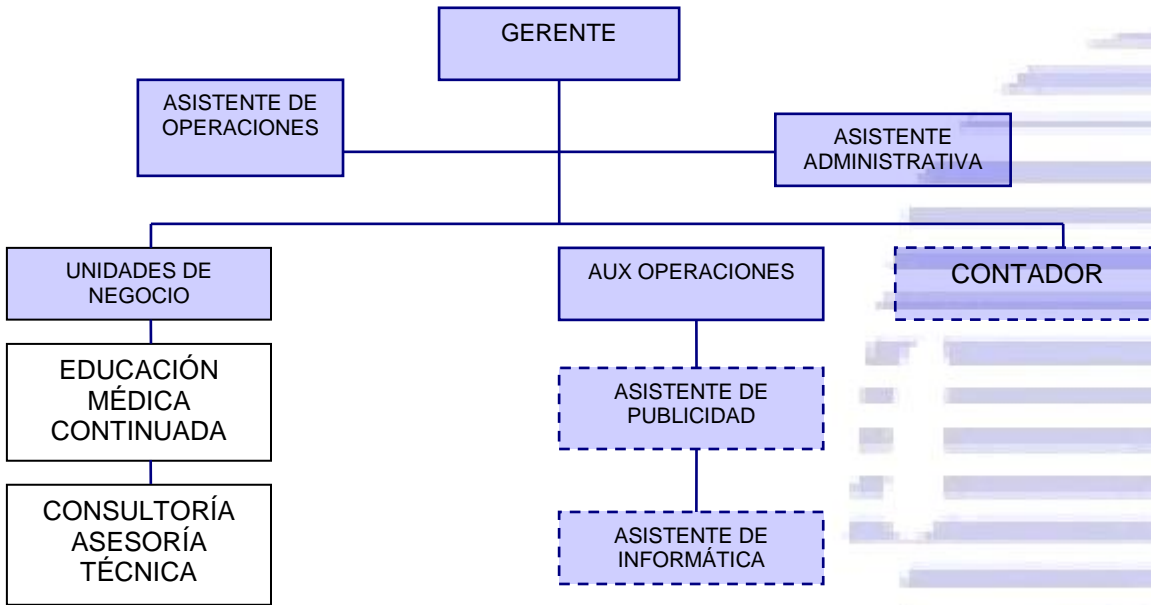 GERENTE
ASISTENTE DE
OPERACIONES
ASISTENTE
ADMINISTRATIVA
UNIDADES DE
NEGOCIO
AUX OPERACIONES
CONTADOR
EDUCACIÓN
MÉDICA
CONTINUADA
ASISTENTE DE
PUBLICIDAD
CONSULTORÍA
ASESORÍA
TÉCNICA
ASISTENTE DE
INFORMÁTICA